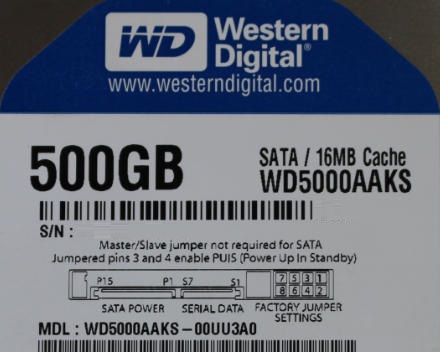 WD Western
Digital®
www.westerndigital.com
500GB
SATA / 16MB Cache
WD5000AAKS
S/N :
Master/Slave jumper not required for SATA
Jumpered pins 3 and 4 enable PUIS (Power Up In Standby)
P15 P1 S7 S1 7 5 3 1
8 6 4 2
SATA POWER SERIAL DATA FACTORY JUMPER
SETTINGS
MDL : WD5000AAKS-00UU3A0